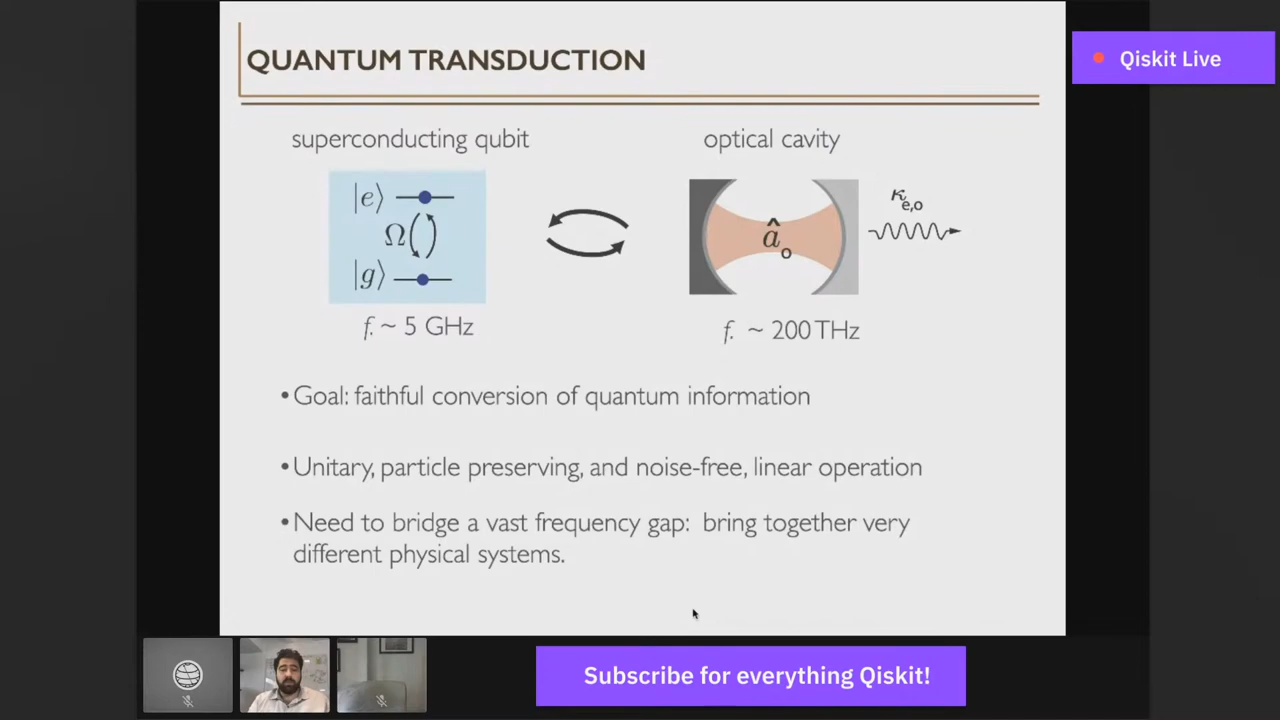 QUANTUM TRANSDUCTION
Qiskit Live
superconducting qubit
optical cavity
|e⟩
Ω
|g⟩
âₒ
κe,o
f. ~ 5 GHz
f. ~ 200 THz
•Goal: faithful conversion of quantum information
•Unitary, particle preserving, and noise-free, linear operation
•Need to bridge a vast frequency gap: bring together very
different physical systems.
Subscribe for everything Qiskit!